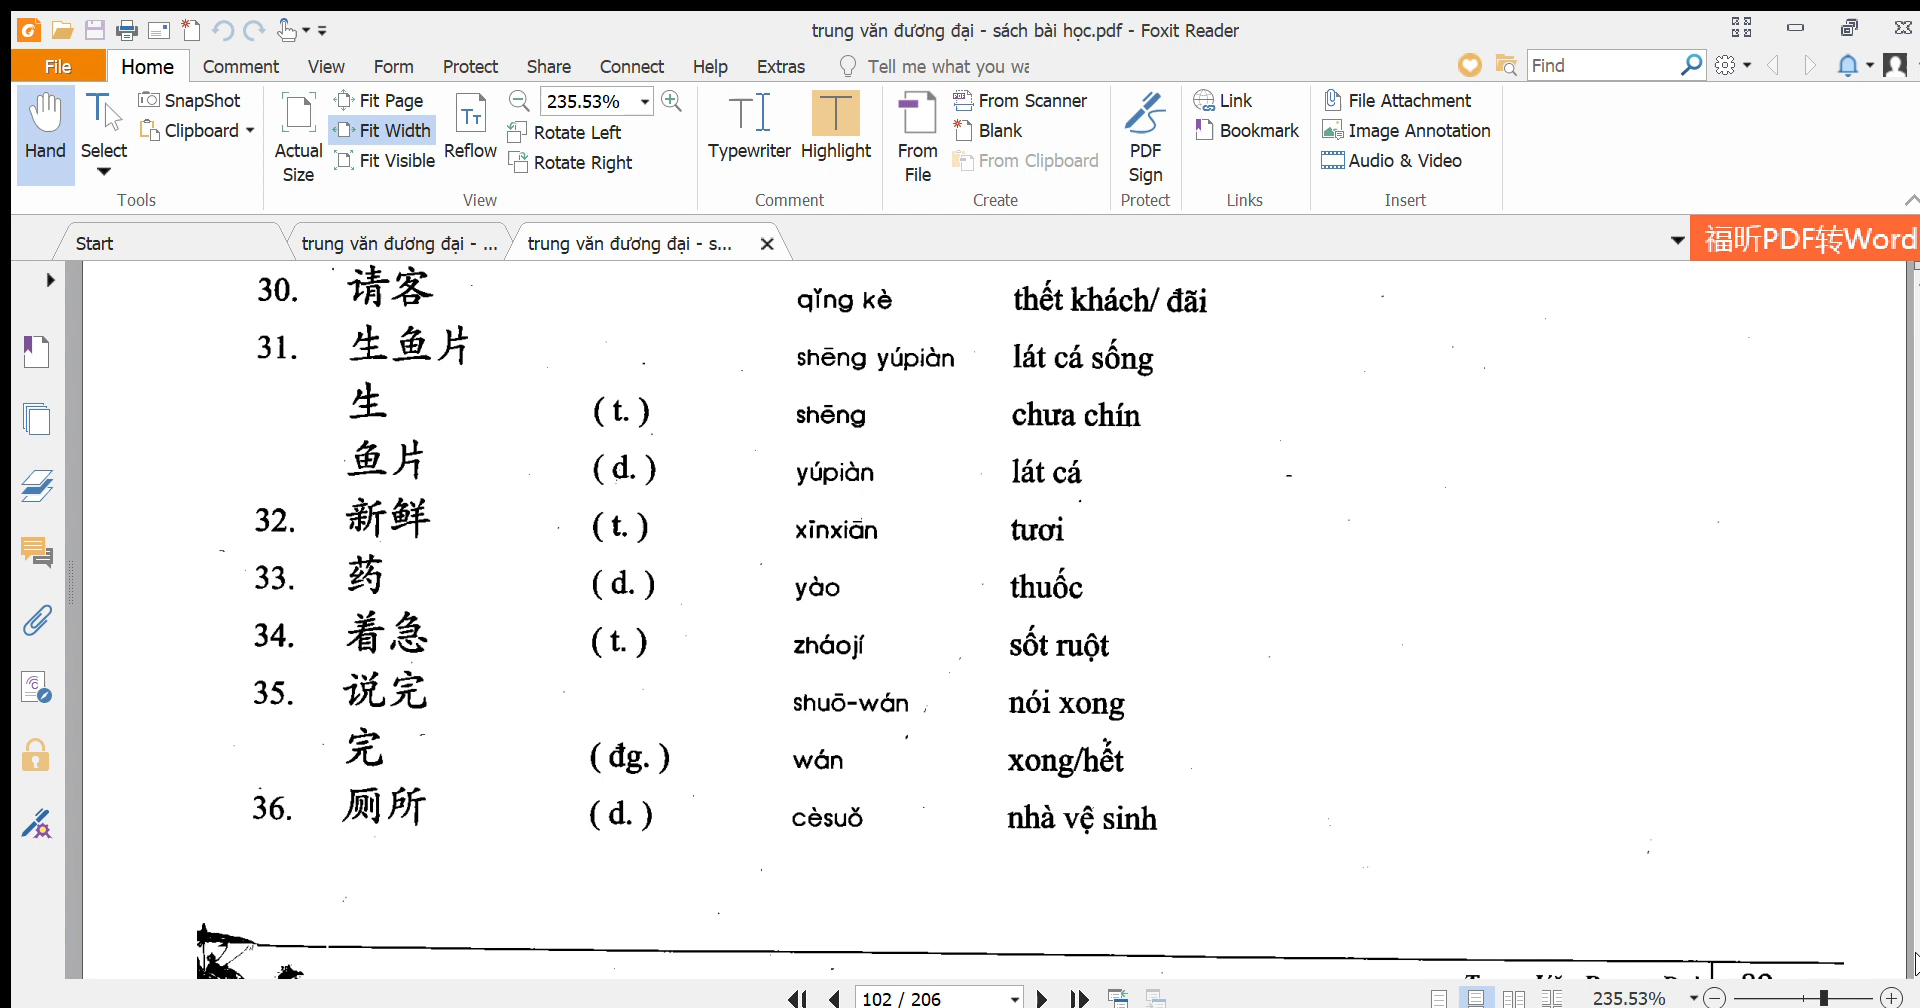 trung văn đương đại - sách bài học.pdf - Foxit Reader
File Home Comment View Form Protect Share Connect Help Extras Tell me what you wa Find
Hand
Select
SnapShot
Clipboard
Tools
Actual Size
Fit Page
Fit Width
Fit Visible
Reflow
235.53%
Rotate Left
Rotate Right
View
Typewriter
Highlight
Comment
From File
From Scanner
Blank
From Clipboard
Create
PDF Sign
Protect
Link
Bookmark
Links
File Attachment
Image Annotation
Audio & Video
Insert
Start trung văn đương đại - ... trung văn đương đại - s... 福昕PDF转Word
30. 请客 qǐng kè thết khách/ đãi
31. 生鱼片 shēng yúpiàn lát cá sống
生 ( t. ) shēng chưa chín
鱼片 ( d. ) yúpiàn lát cá
32. 新鲜 ( t. ) xīnxiān tươi
33. 药 ( d. ) yào thuốc
34. 着急 ( t. ) zháojí sốt ruột
35. 说完 shuō-wán nói xong
完 ( đg. ) wán xong/hết
36. 厕所 ( d. ) cèsuǒ nhà vệ sinh
102 / 206 235.53%